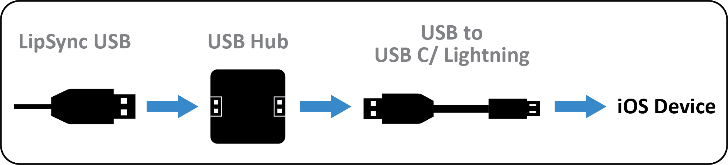 LipSync USB
USB Hub
USB to
USB C/ Lightning
iOS Device